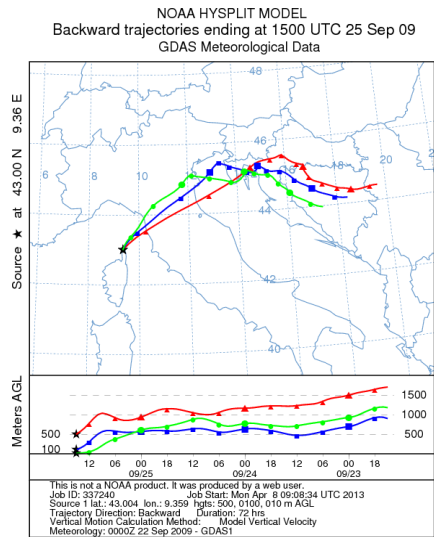 NOAA HYSPLIT MODEL
Backward trajectories ending at 1500 UTC 25 Sep 09
GDAS Meteorological Data
Source ★ at 43.00 N 9.36 E
48
46
44
42
40
6
8
10
12
18
20
Meters AGL
1500
1000
500
500
100
12 06 00 18 12 06 00 18 12 06 00 18
09/25 09/24 09/23
This is not a NOAA product. It was produced by a web user.
Job ID: 337240 Job Start: Mon Apr 8 09:08:34 UTC 2013
Source 1 lat.: 43.004 lon.: 9.359 hgts: 500, 0100, 010 m AGL
Trajectory Direction: Backward Duration: 72 hrs
Vertical Motion Calculation Method: Model Vertical Velocity
Meteorology: 0000Z 22 Sep 2009 - GDAS1